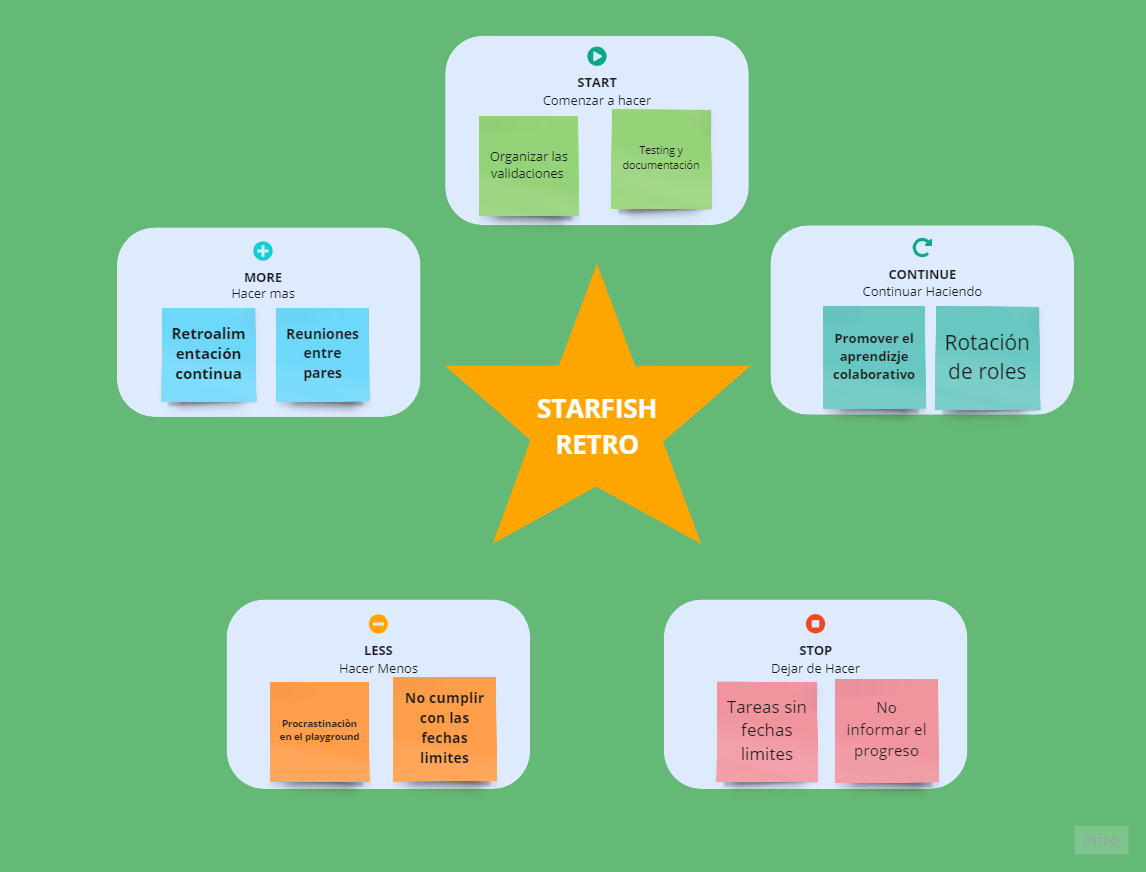 START
Comenzar a hacer
Organizar las
validaciones
Testing y
documentación
MORE
Hacer mas
Retroalim
entación
continua
Reuniones
entre
pares
CONTINUE
Continuar Haciendo
Promover el
aprendizje
colaborativo
Rotación
de roles
STARFISH
RETRO
LESS
Hacer Menos
Procrastinaciòn
en el playground
No cumplir
con las
fechas
limites
STOP
Dejar de Hacer
Tareas sin
fechas
limites
No
informar el
progreso
miro